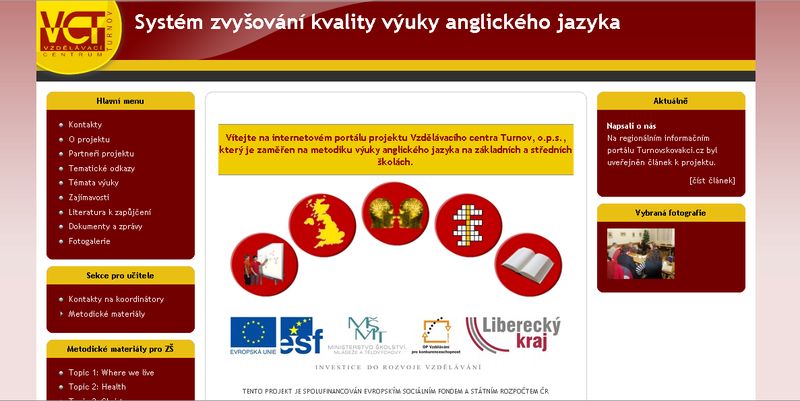 VCT
VZDĚLÁVACÍ
CENTRUM
TURNOV
Systém zvyšování kvality výuky anglického jazyka
Hlavní menu
Kontakty
O projektu
Partneři projektu
Tematické odkazy
Témata výuky
Zajímavosti
Literatura k zapůjčení
Dokumenty a zprávy
Fotogalerie
Sekce pro učitele
Kontakty na koordinátory
Metodické materiály
Metodické materiály pro ZŠ
Topic 1: Where we live
Topic 2: Health
Vítejte na internetovém portálu projektu Vzdělávacího centra Turnov, o.p.s.,
který je zaměřen na metodiku výuky anglického jazyka na základních a středních
školách.
EVROPSKÁ UNIE
esf
MŠMT
MINISTERSTVO ŠKOLSTVÍ,
MLÁDEŽE A TĚLOVÝCHOVY
OP Vzdělávání
pro konkurenceschopnost
Liberecký
kraj
INVESTICE DO ROZVOJE VZDĚLÁVÁNÍ
TENTO PROJEKT JE SPOLUFINANCOVÁN EVROPSKÝM SOCIÁLNÍM FONDEM A STÁTNÍM ROZPOČTEM ČR
Aktuálně
Napsali o nás
Na regionálním informačním
portálu Turnovskovakci.cz byl
uveřejněn článek k projektu.
[číst článek]
Vybraná fotografie